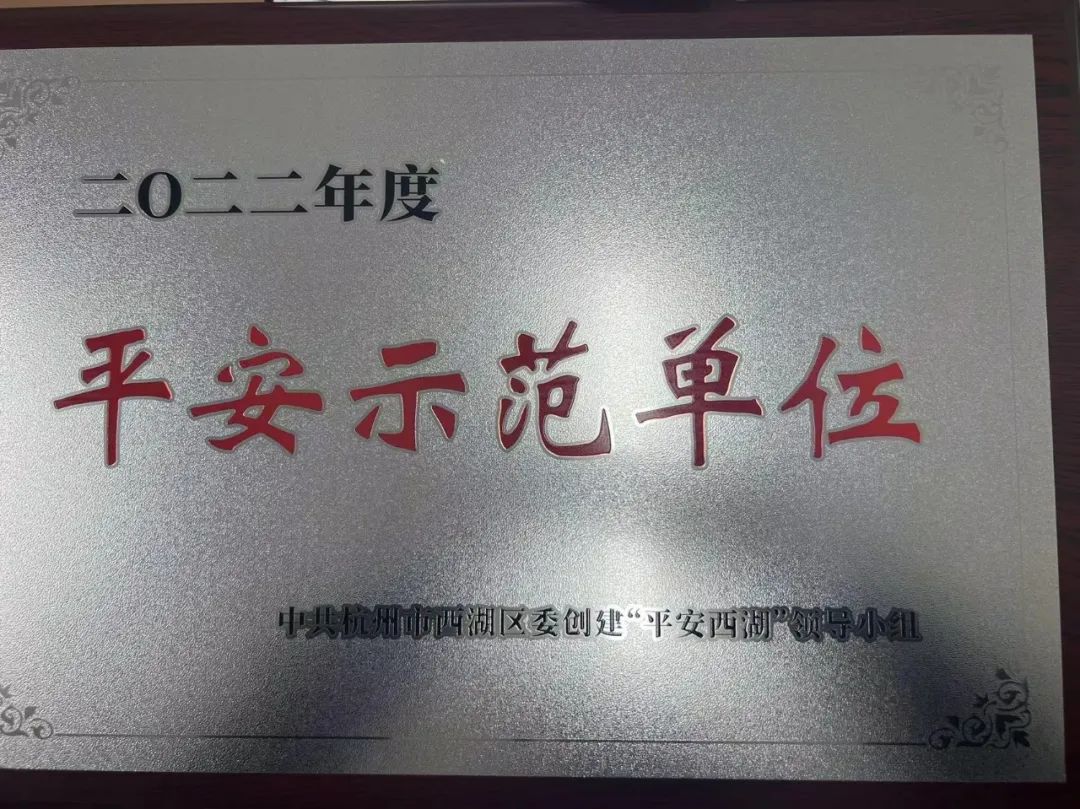 二O二二年度
平安示范单位
中共杭州市西湖区委创建“平安西湖”领导小组